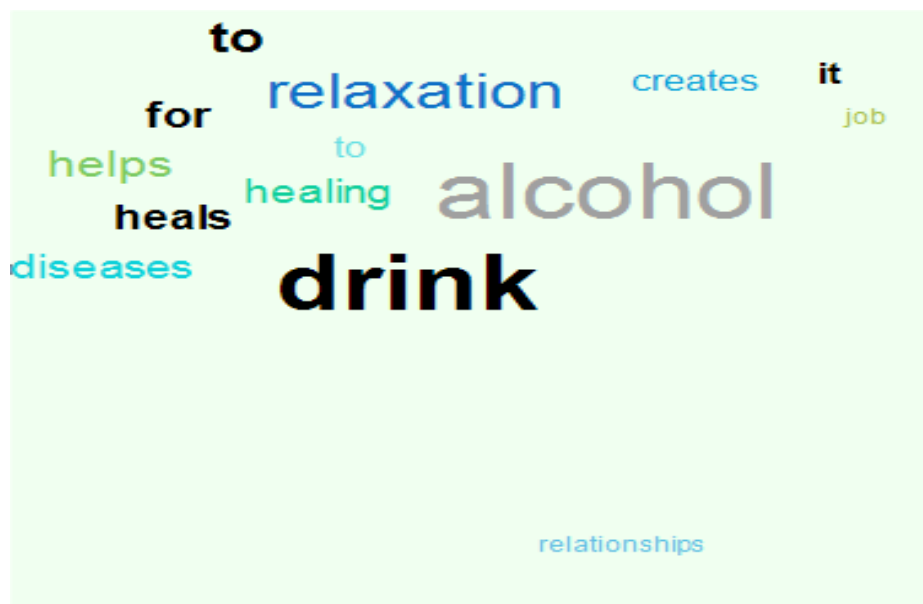 to
relaxation creates it
for job
helps to
healing alcohol
heals
diseases drink
relationships